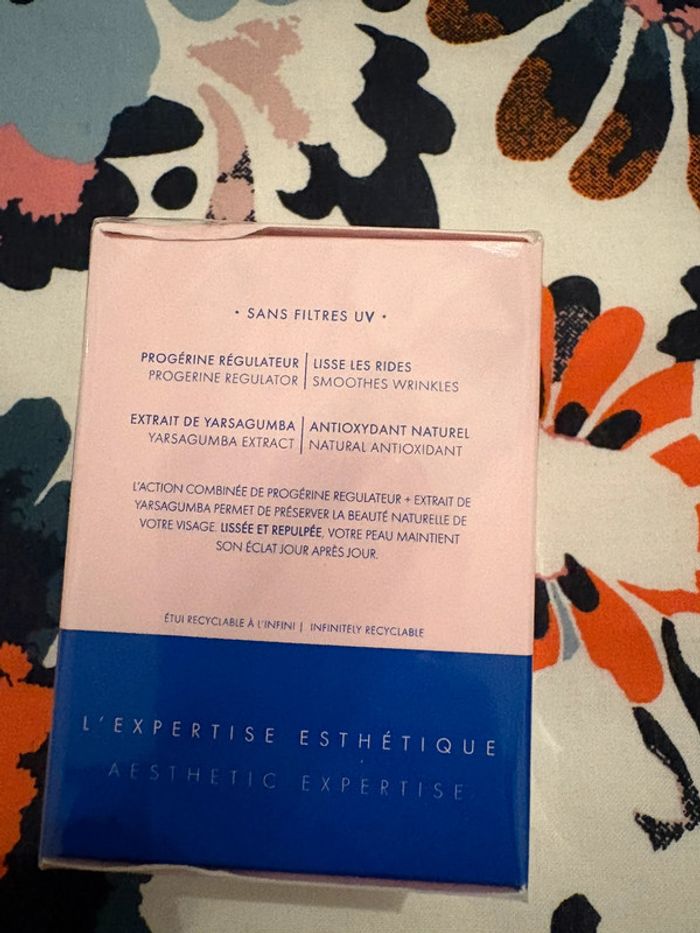 • SANS FILTRES UV •
PROGÉRINE RÉGULATEUR | LISSE LES RIDES
PROGERINE REGULATOR | SMOOTHES WRINKLES
EXTRAIT DE YARSAGUMBA | ANTIOXYDANT NATUREL
YARSAGUMBA EXTRACT | NATURAL ANTIOXIDANT
L'ACTION COMBINÉE DE PROGÉRINE REGULATEUR + EXTRAIT DE
YARSAGUMBA PERMET DE PRÉSERVER LA BEAUTÉ NATURELLE DE
VOTRE VISAGE. LISSÉE ET REPULPÉE, VOTRE PEAU MAINTIENT
SON ÉCLAT JOUR APRÈS JOUR.
ÉTUI RECYCLABLE À L'INFINI | INFINITELY RECYCLABLE
L'EXPERTISE ESTHÉTIQUE
AESTHETIC EXPERTISE